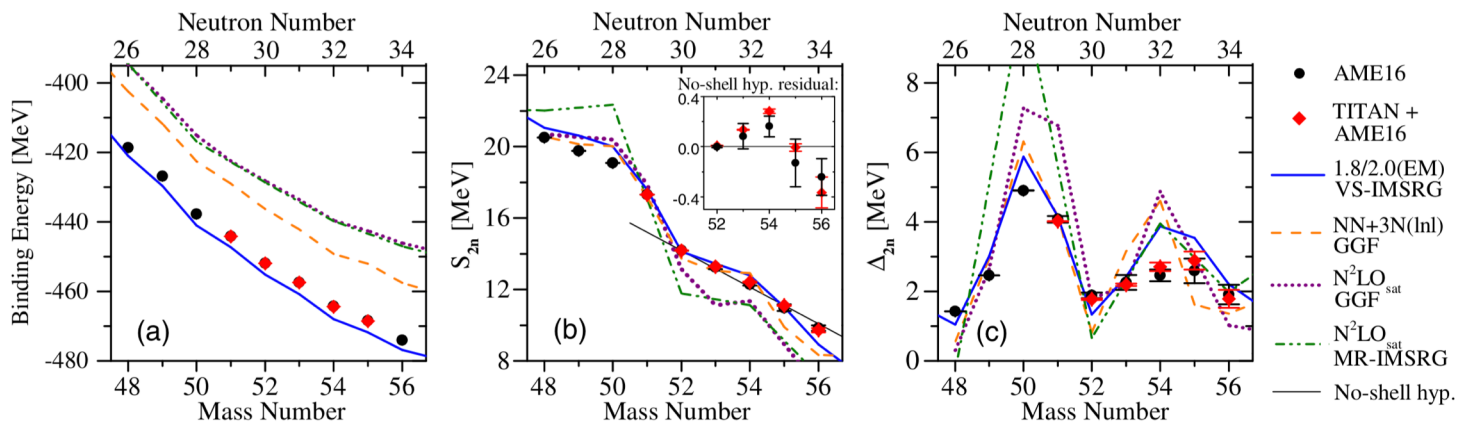 Neutron Number
26 28 30 32 34
Binding Energy [MeV]
-400
-420
-440
-460
-480
(a)
48 50 52 54 56
Mass Number
Neutron Number
26 28 30 32 34
S2n [MeV]
24
20
16
12
8
No-shell hyp. residual:
0.4
0.0
-0.4
52 54 56
(b)
48 50 52 54 56
Mass Number
Neutron Number
26 28 30 32 34
Δ2n [MeV]
8
6
4
2
0
(c)
48 50 52 54 56
Mass Number
AME16
TITAN +
AME16
1.8/2.0(EM)
VS-IMSRG
NN+3N(lnl)
GGF
N²LOsat
GGF
N²LOsat
MR-IMSRG
No-shell hyp.